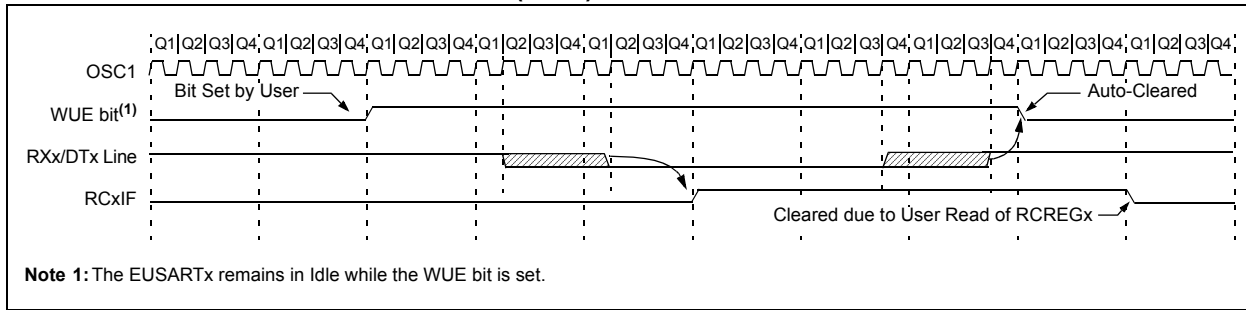 Q1 Q2 Q3 Q4 Q1 Q2 Q3 Q4 Q1 Q2 Q3 Q4 Q1 Q2 Q3 Q4 Q1 Q2 Q3 Q4 Q1 Q2 Q3 Q4 Q1 Q2 Q3 Q4 Q1 Q2 Q3 Q4 Q1 Q2 Q3 Q4 Q1 Q2 Q3 Q4
OSC1
Bit Set by User
Auto-Cleared
WUE bit(1)
RXx/DTx Line
RCxIF
Cleared due to User Read of RCREGx
Note 1: The EUSARTx remains in Idle while the WUE bit is set.